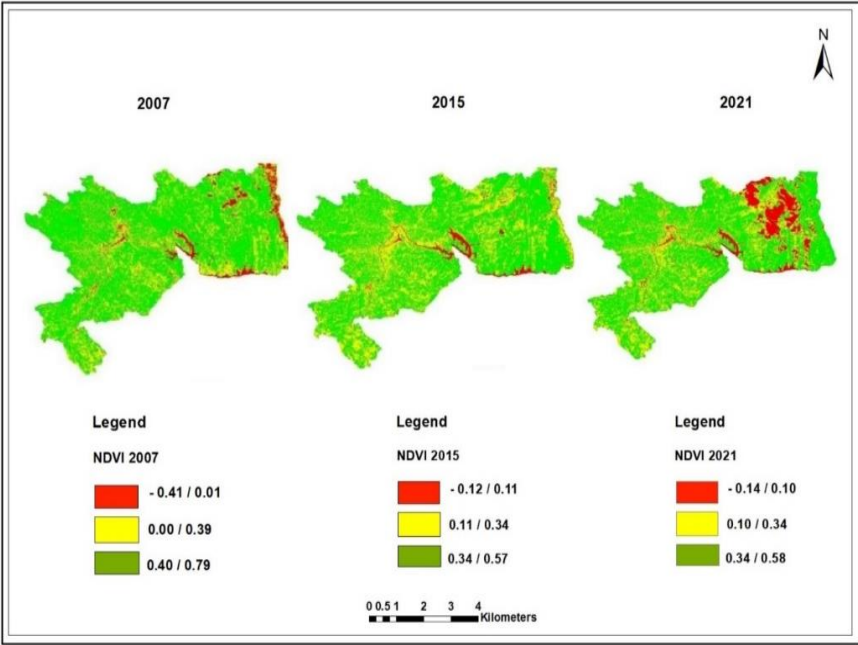 N
2007 2015 2021
Legend Legend Legend
NDVI 2007 NDVI 2015 NDVI 2021
- 0.41 / 0.01 - 0.12 / 0.11 - 0.14 / 0.10
0.00 / 0.39 0.11 / 0.34 0.10 / 0.34
0.40 / 0.79 0.34 / 0.57 0.34 / 0.58
0 0.5 1 2 3 4
Kilometers